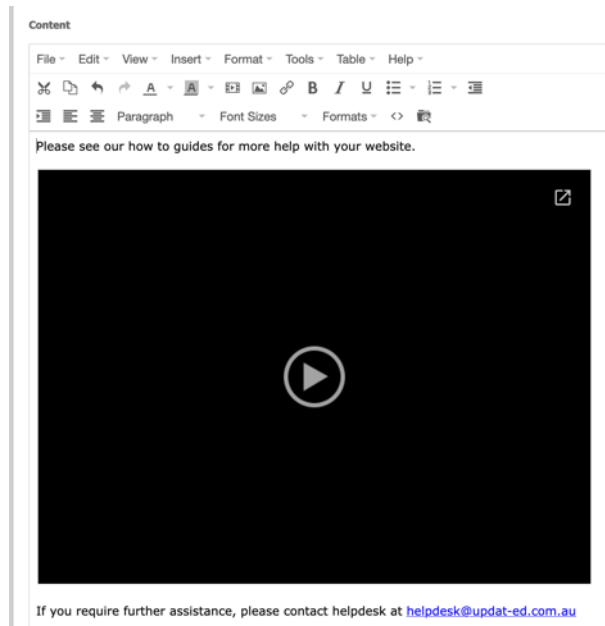 Content
File Edit View Insert Format Tools Table Help
A A B I U
Paragraph Font Sizes Formats <>
Please see our how to guides for more help with your website.
If you require further assistance, please contact helpdesk at helpdesk@updat-ed.com.au